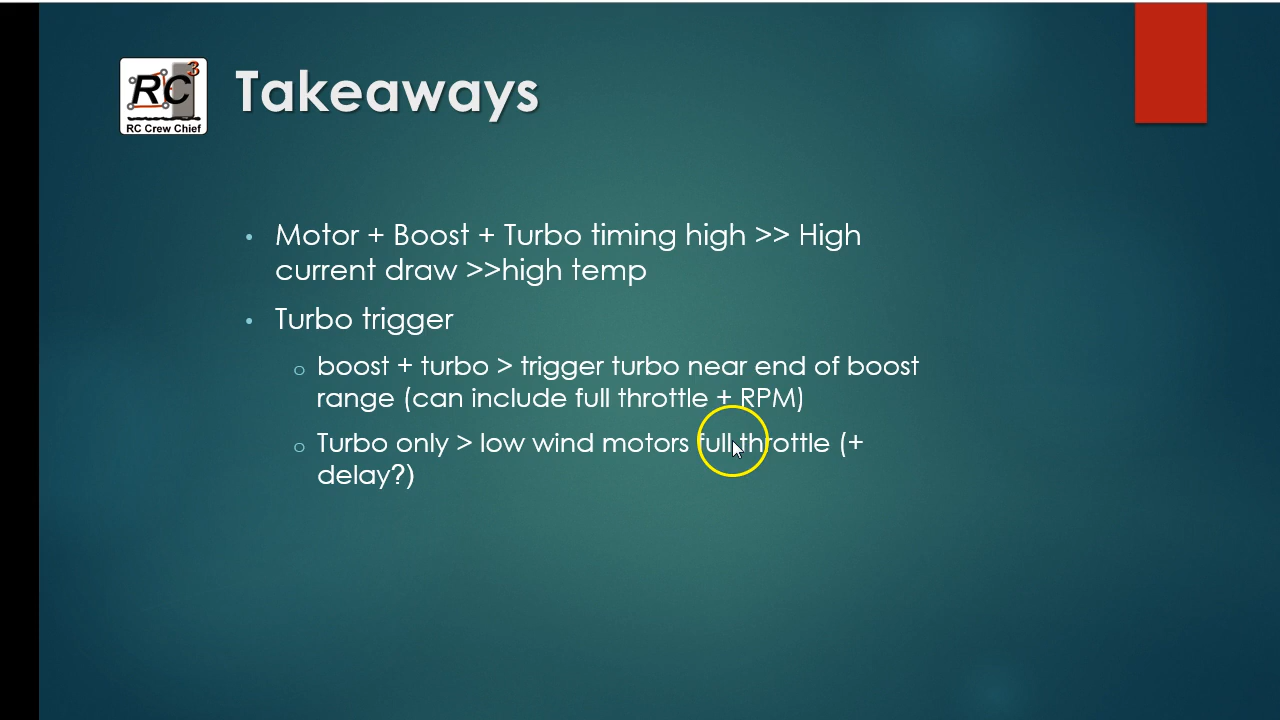 RC3
RC Crew Chief
Takeaways
• Motor + Boost + Turbo timing high >> High
current draw >>high temp
• Turbo trigger
o boost + turbo > trigger turbo near end of boost
range (can include full throttle + RPM)
o Turbo only > low wind motors full throttle (+
delay?)